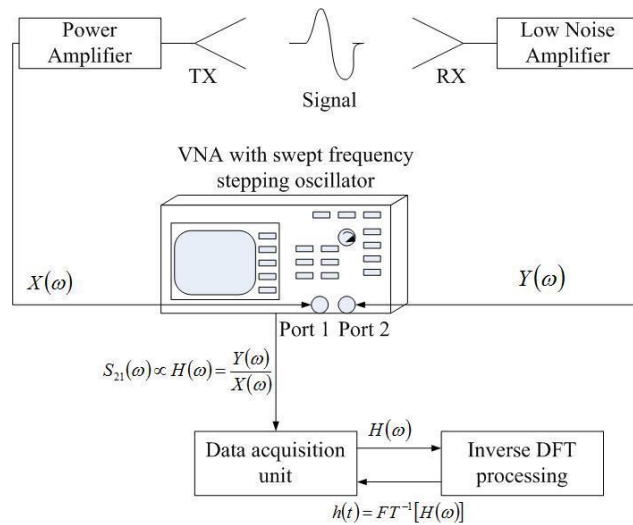 Power
Amplifier
TX
Signal
RX
Low Noise
Amplifier
VNA with swept frequency
stepping oscillator
X(ω)
Y(ω)
Port 1 Port 2
S₂₁(ω)∝H(ω)=Y(ω)/X(ω)
Data acquisition
unit
H(ω)
Inverse DFT
processing
h(t)=FT⁻¹[H(ω)]